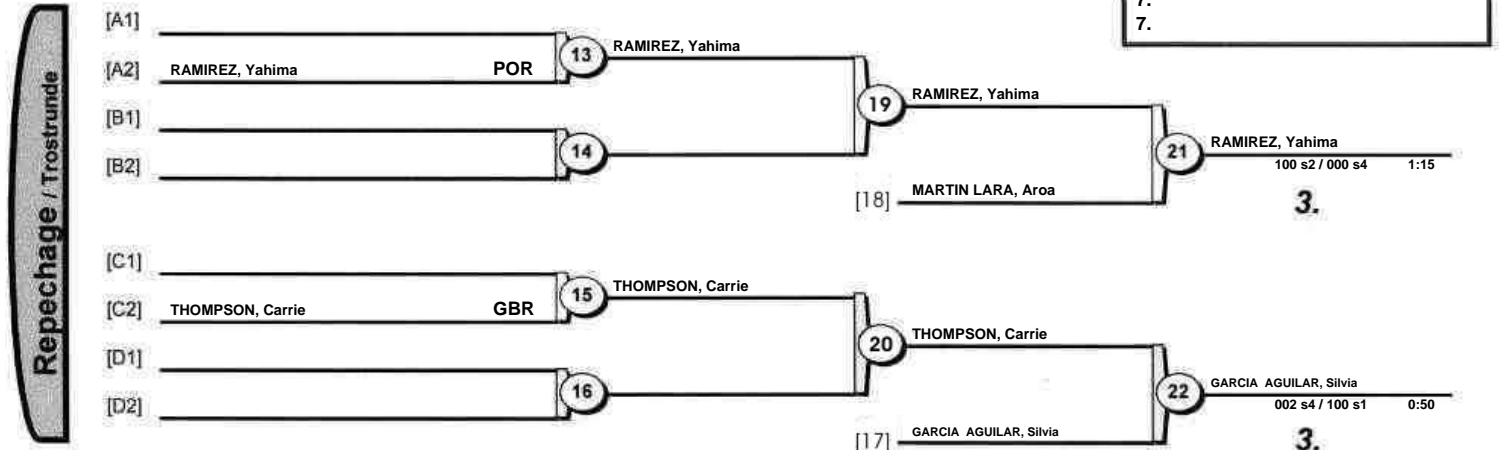 7.
7.
Repechage / Trostrunde
[A1]
[A2] RAMIREZ, Yahima POR
[B1]
[B2]
13
RAMIREZ, Yahima
14
19
RAMIREZ, Yahima
[18] MARTIN LARA, Aroa
21
RAMIREZ, Yahima
100 s2 / 000 s4 1:15
3.
[C1]
[C2] THOMPSON, Carrie GBR
[D1]
[D2]
15
THOMPSON, Carrie
16
20
THOMPSON, Carrie
[17] GARCIA AGUILAR, Silvia
22
GARCIA AGUILAR, Silvia
002 s4 / 100 s1 0:50
3.